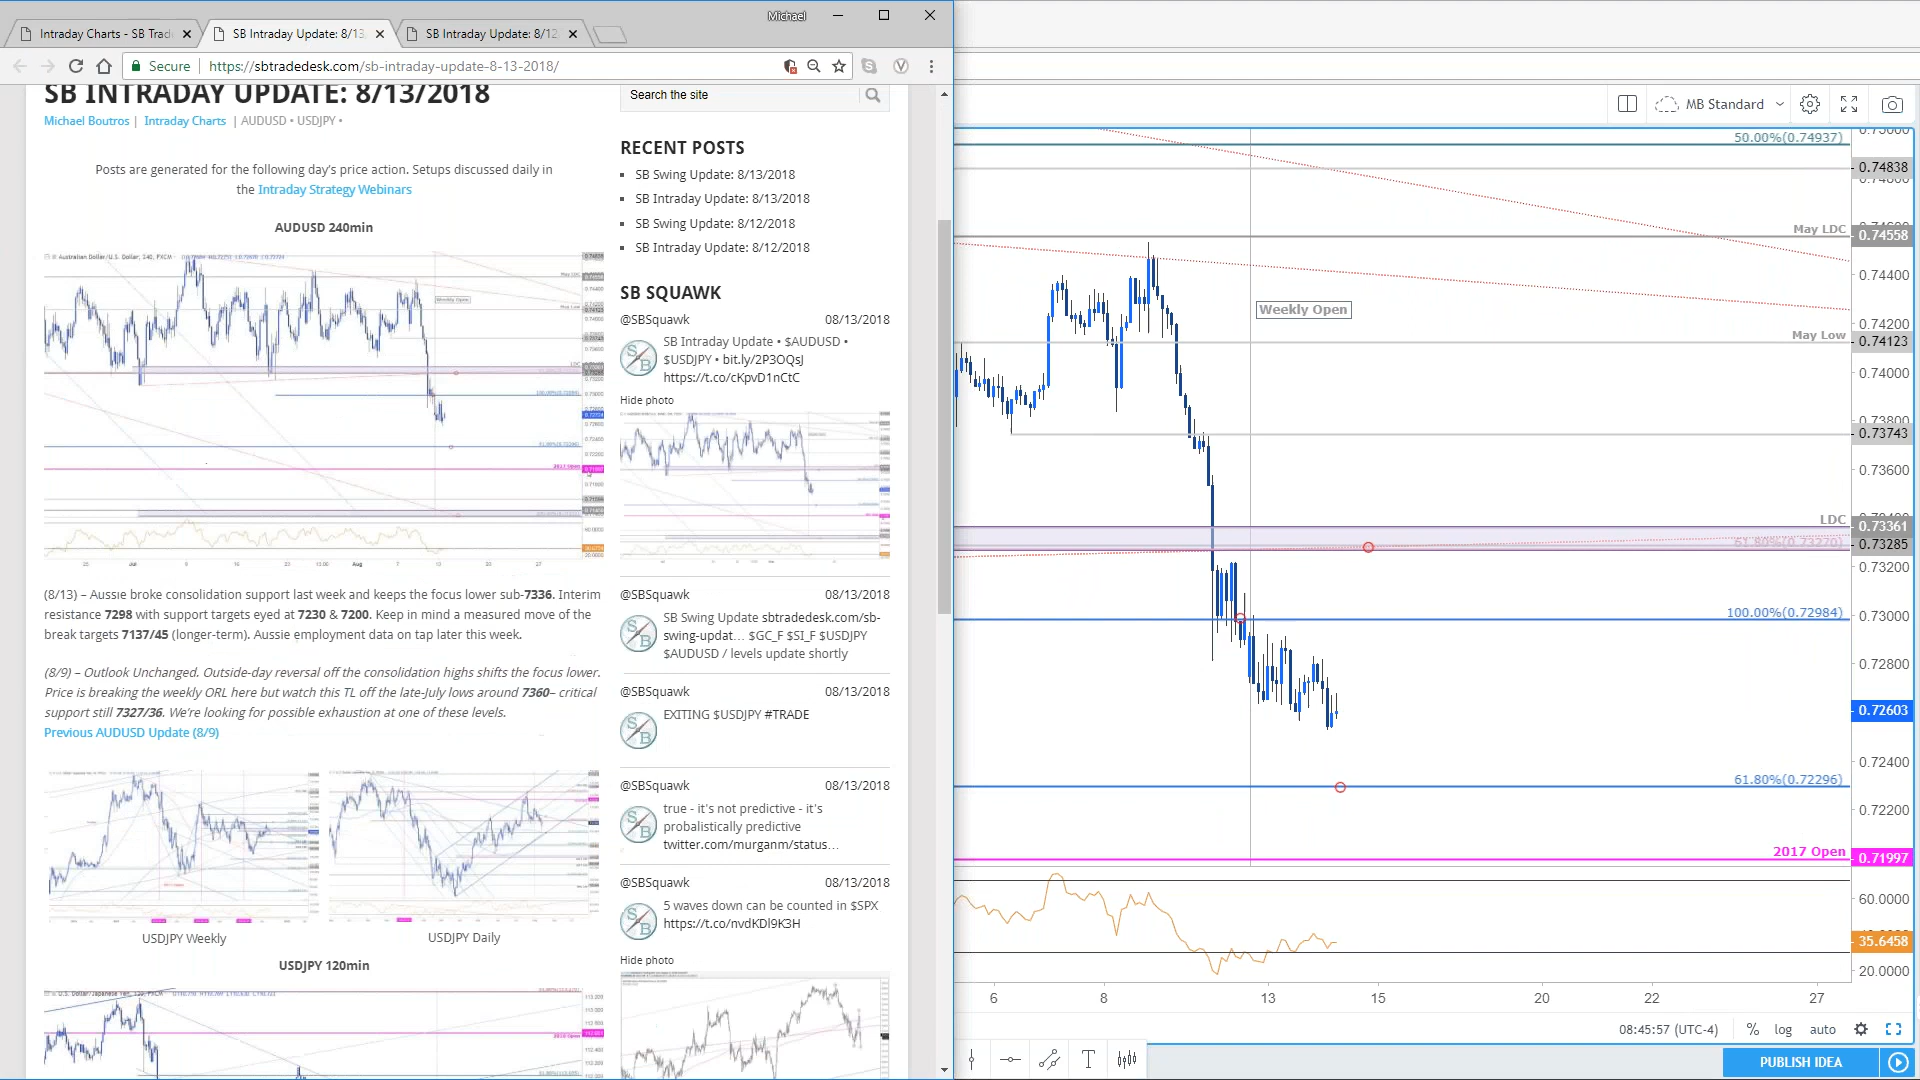 Michael
Intraday Charts - SB Trad
SB Intraday Update: 8/13
SB Intraday Update: 8/12
Secure
https://sbtradedesk.com/sb-intraday-update-8-13-2018/
SB INTRADAY UPDATE: 8/13/2018
Michael Boutros | Intraday Charts | AUDUSD • USDJPY •
Posts are generated for the following day's price action. Setups discussed daily in
the Intraday Strategy Webinars
AUDUSD 240min
(8/13) – Aussie broke consolidation support last week and keeps the focus lower sub-7336. Interim
resistance 7298 with support targets eyed at 7230 & 7200. Keep in mind a measured move of the
break targets 7137/45 (longer-term). Aussie employment data on tap later this week.
(8/9) – Outlook Unchanged. Outside-day reversal off the consolidation highs shifts the focus lower.
Price is breaking the weekly ORL here but watch this TL off the late-July lows around 7360– critical
support still 7327/36. We're looking for possible exhaustion at one of these levels.
Previous AUDUSD Update (8/9)
USDJPY Weekly
USDJPY Daily
USDJPY 120min
Search the site
RECENT POSTS
SB Swing Update: 8/13/2018
SB Intraday Update: 8/13/2018
SB Swing Update: 8/12/2018
SB Intraday Update: 8/12/2018
SB SQUAWK
@SBSquawk 08/13/2018
SB Intraday Update • $AUDUSD •
$USDJPY • bit.ly/2P3OQsJ
https://t.co/cKpvD1nCtC
Hide photo
@SBSquawk 08/13/2018
SB Swing Update sbtradedesk.com/sb-
swing-updat… $GC_F $SI_F $USDJPY
$AUDUSD / levels update shortly
@SBSquawk 08/13/2018
EXITING $USDJPY #TRADE
@SBSquawk 08/13/2018
true - it's not predictive - it's
probalistically predictive
twitter.com/murganm/status…
@SBSquawk 08/13/2018
5 waves down can be counted in $SPX
https://t.co/nvdKDl9K3H
Hide photo
MB Standard
50.00%(0.74937)
0.74838
May LDC 0.74558
0.74400
Weekly Open
0.74200
May Low 0.74123
0.74000
0.73800
0.73743
0.73600
LDC 0.73361
61.80%(0.73270) 0.73285
0.73200
100.00%(0.72984)
0.73000
0.72800
0.72603
0.72400
61.80%(0.72296)
0.72200
2017 Open 0.71997
60.0000
35.6458
20.0000
6 8 13 15 20 22 27
08:45:57 (UTC-4) % log auto
PUBLISH IDEA